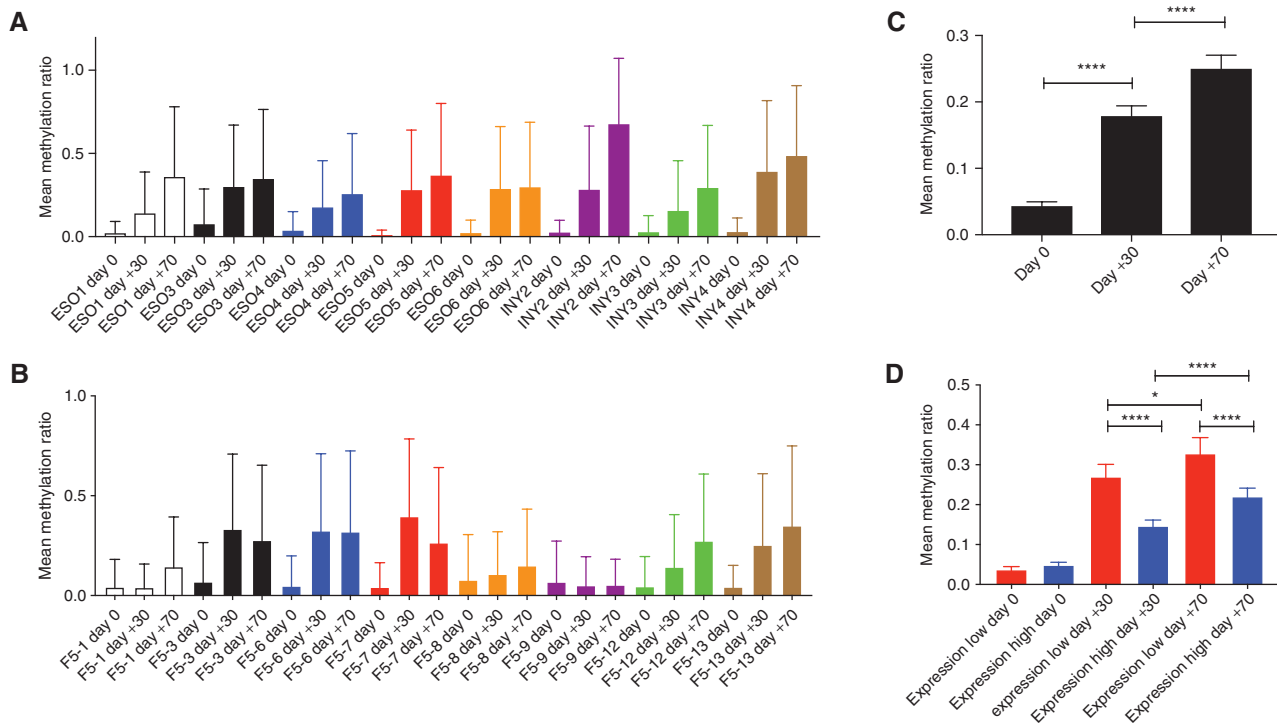 A
Mean methylation ratio
1.0
0.5
0.0
ESO1 day 0
ESO1 day +30
ESO1 day +70
ESO3 day 0
ESO3 day +30
ESO3 day +70
ESO4 day 0
ESO4 day +30
ESO4 day +70
ESO5 day 0
ESO5 day +30
ESO5 day +70
ESO6 day 0
ESO6 day +30
ESO6 day +70
INY2 day 0
INY2 day +30
INY2 day +70
INY3 day 0
INY3 day +30
INY3 day +70
INY4 day 0
INY4 day +30
INY4 day +70
B
Mean methylation ratio
1.0
0.5
0.0
F5-1 day 0
F5-1 day +30
F5-1 day +70
F5-3 day 0
F5-3 day +30
F5-3 day +70
F5-6 day 0
F5-6 day +30
F5-6 day +70
F5-7 day 0
F5-7 day +30
F5-7 day +70
F5-8 day 0
F5-8 day +30
F5-8 day +70
F5-9 day 0
F5-9 day +30
F5-9 day +70
F5-12 day 0
F5-12 day +30
F5-12 day +70
F5-13 day 0
F5-13 day +30
F5-13 day +70
C
Mean methylation ratio
0.3
0.2
0.1
0.0
****
****
Day 0
Day +30
Day +70
D
Mean methylation ratio
0.5
0.4
0.3
0.2
0.1
0.0
****
*
****
****
Expression low day 0
Expression high day 0
expression low day +30
Expression high day +30
Expression low day +70
Expression high day +70